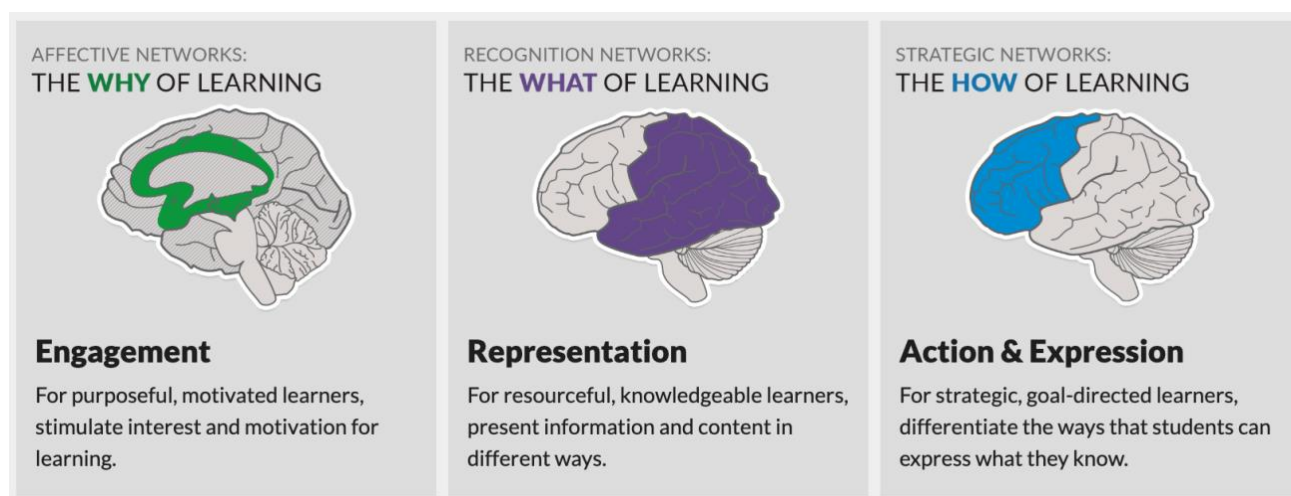 AFFECTIVE NETWORKS:
THE WHY OF LEARNING
Engagement
For purposeful, motivated learners,
stimulate interest and motivation for
learning.
RECOGNITION NETWORKS:
THE WHAT OF LEARNING
Representation
For resourceful, knowledgeable learners,
present information and content in
different ways.
STRATEGIC NETWORKS:
THE HOW OF LEARNING
Action & Expression
For strategic, goal-directed learners,
differentiate the ways that students can
express what they know.